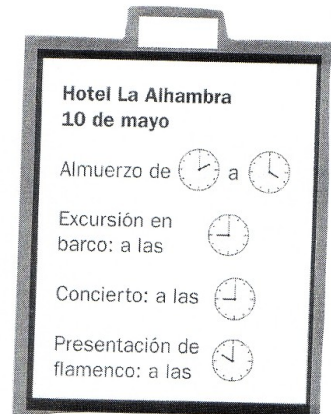 Hotel La Alhambra
10 de mayo
Almuerzo de a
Excursión en
barco: a las
Concierto: a las
Presentación de
flamenco: a las